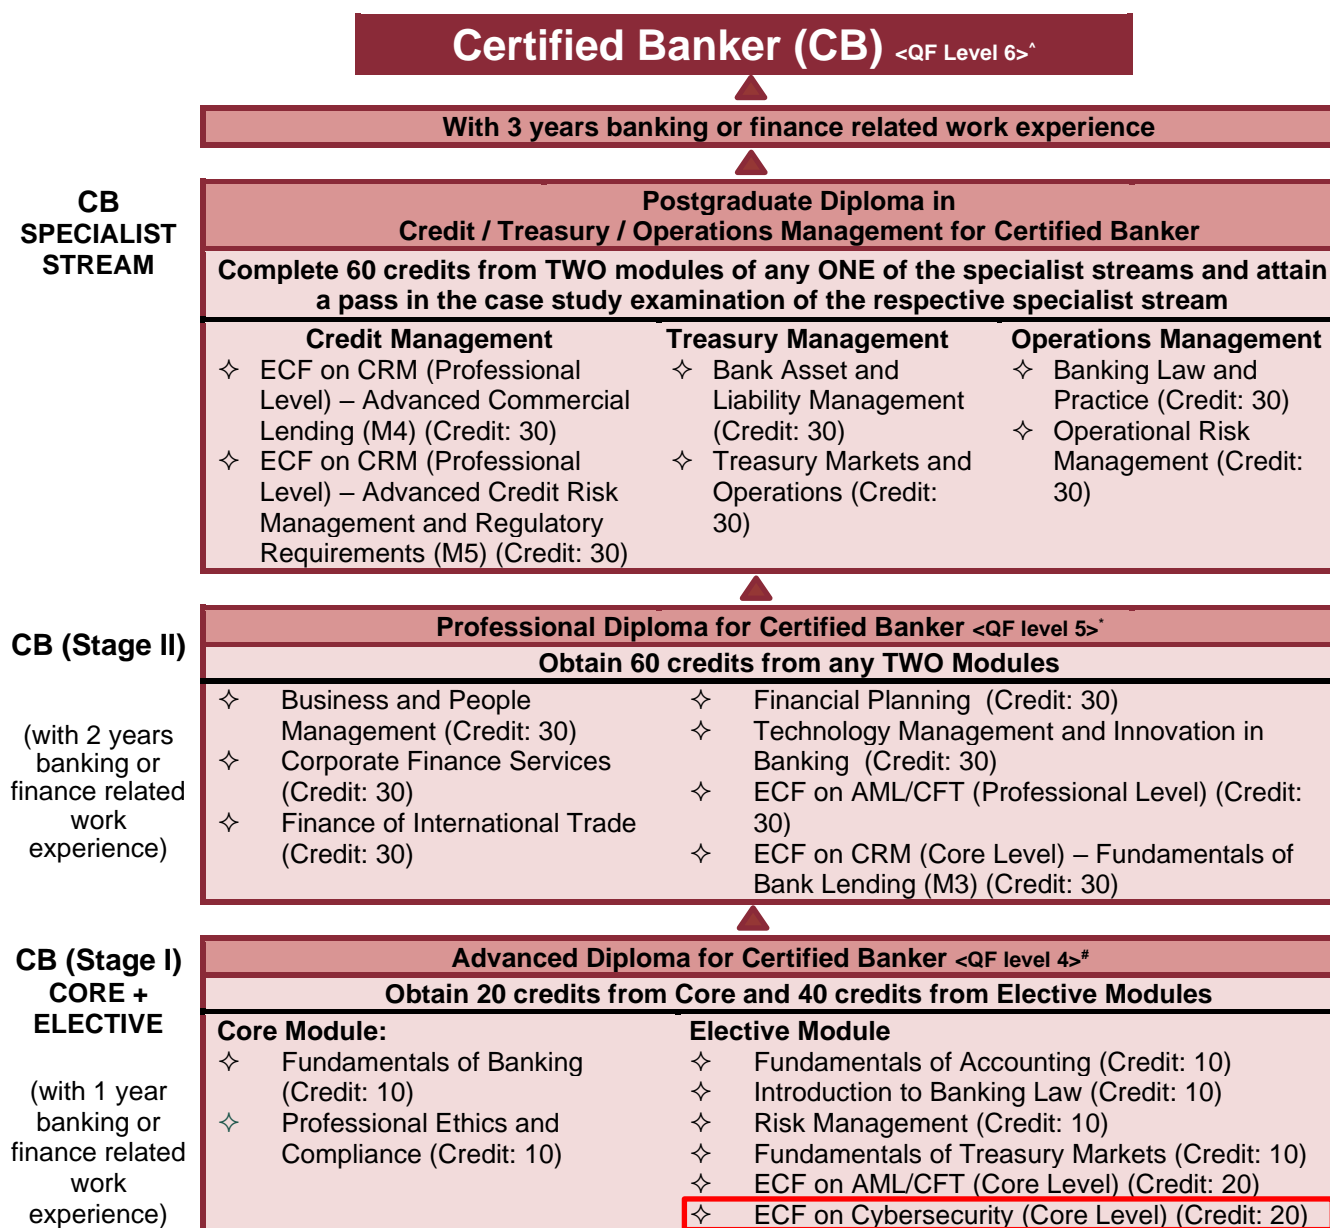 Certified Banker (CB) <QF Level 6>^
With 3 years banking or finance related work experience
CB
SPECIALIST
STREAM
Postgraduate Diploma in
Credit / Treasury / Operations Management for Certified Banker
Complete 60 credits from TWO modules of any ONE of the specialist streams and attain
a pass in the case study examination of the respective specialist stream
Credit Management
✧ ECF on CRM (Professional
Level) – Advanced Commercial
Lending (M4) (Credit: 30)
✧ ECF on CRM (Professional
Level) – Advanced Credit Risk
Management and Regulatory
Requirements (M5) (Credit: 30)
Treasury Management
✧ Bank Asset and
Liability Management
(Credit: 30)
✧ Treasury Markets and
Operations (Credit:
30)
Operations Management
✧ Banking Law and
Practice (Credit: 30)
✧ Operational Risk
Management (Credit:
30)
CB (Stage II)
(with 2 years
banking or
finance related
work
experience)
Professional Diploma for Certified Banker <QF level 5>*
Obtain 60 credits from any TWO Modules
✧ Business and People
Management (Credit: 30)
✧ Corporate Finance Services
(Credit: 30)
✧ Finance of International Trade
(Credit: 30)
✧ Financial Planning (Credit: 30)
✧ Technology Management and Innovation in
Banking (Credit: 30)
✧ ECF on AML/CFT (Professional Level) (Credit:
30)
✧ ECF on CRM (Core Level) – Fundamentals of
Bank Lending (M3) (Credit: 30)
CB (Stage I)
CORE +
ELECTIVE
(with 1 year
banking or
finance related
work
experience)
Advanced Diploma for Certified Banker <QF level 4>#
Obtain 20 credits from Core and 40 credits from Elective Modules
Core Module:
✧ Fundamentals of Banking
(Credit: 10)
✧ Professional Ethics and
Compliance (Credit: 10)
Elective Module
✧ Fundamentals of Accounting (Credit: 10)
✧ Introduction to Banking Law (Credit: 10)
✧ Risk Management (Credit: 10)
✧ Fundamentals of Treasury Markets (Credit: 10)
✧ ECF on AML/CFT (Core Level) (Credit: 20)
✧ ECF on Cybersecurity (Core Level) (Credit: 20)